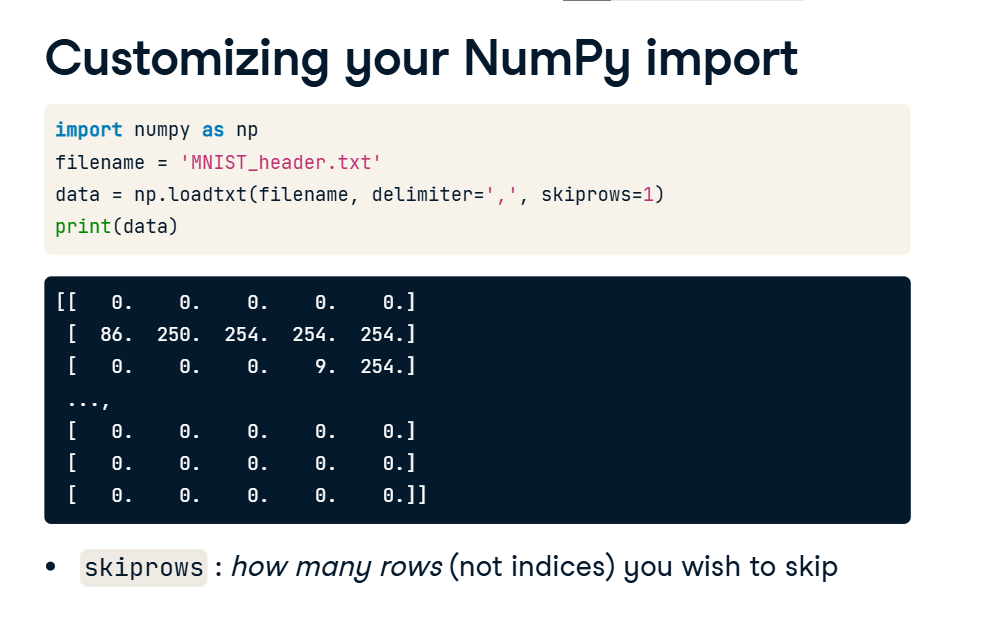 Customizing your NumPy import
import numpy as np
filename = 'MNIST_header.txt'
data = np.loadtxt(filename, delimiter=',', skiprows=1)
print(data)
[[   0.    0.    0.    0.    0.]
 [  86.  250.  254.  254.  254.]
 [   0.    0.    0.    9.  254.]
 ...,
 [   0.    0.    0.    0.    0.]
 [   0.    0.    0.    0.    0.]
 [   0.    0.    0.    0.    0.]]
• skiprows : how many rows (not indices) you wish to skip